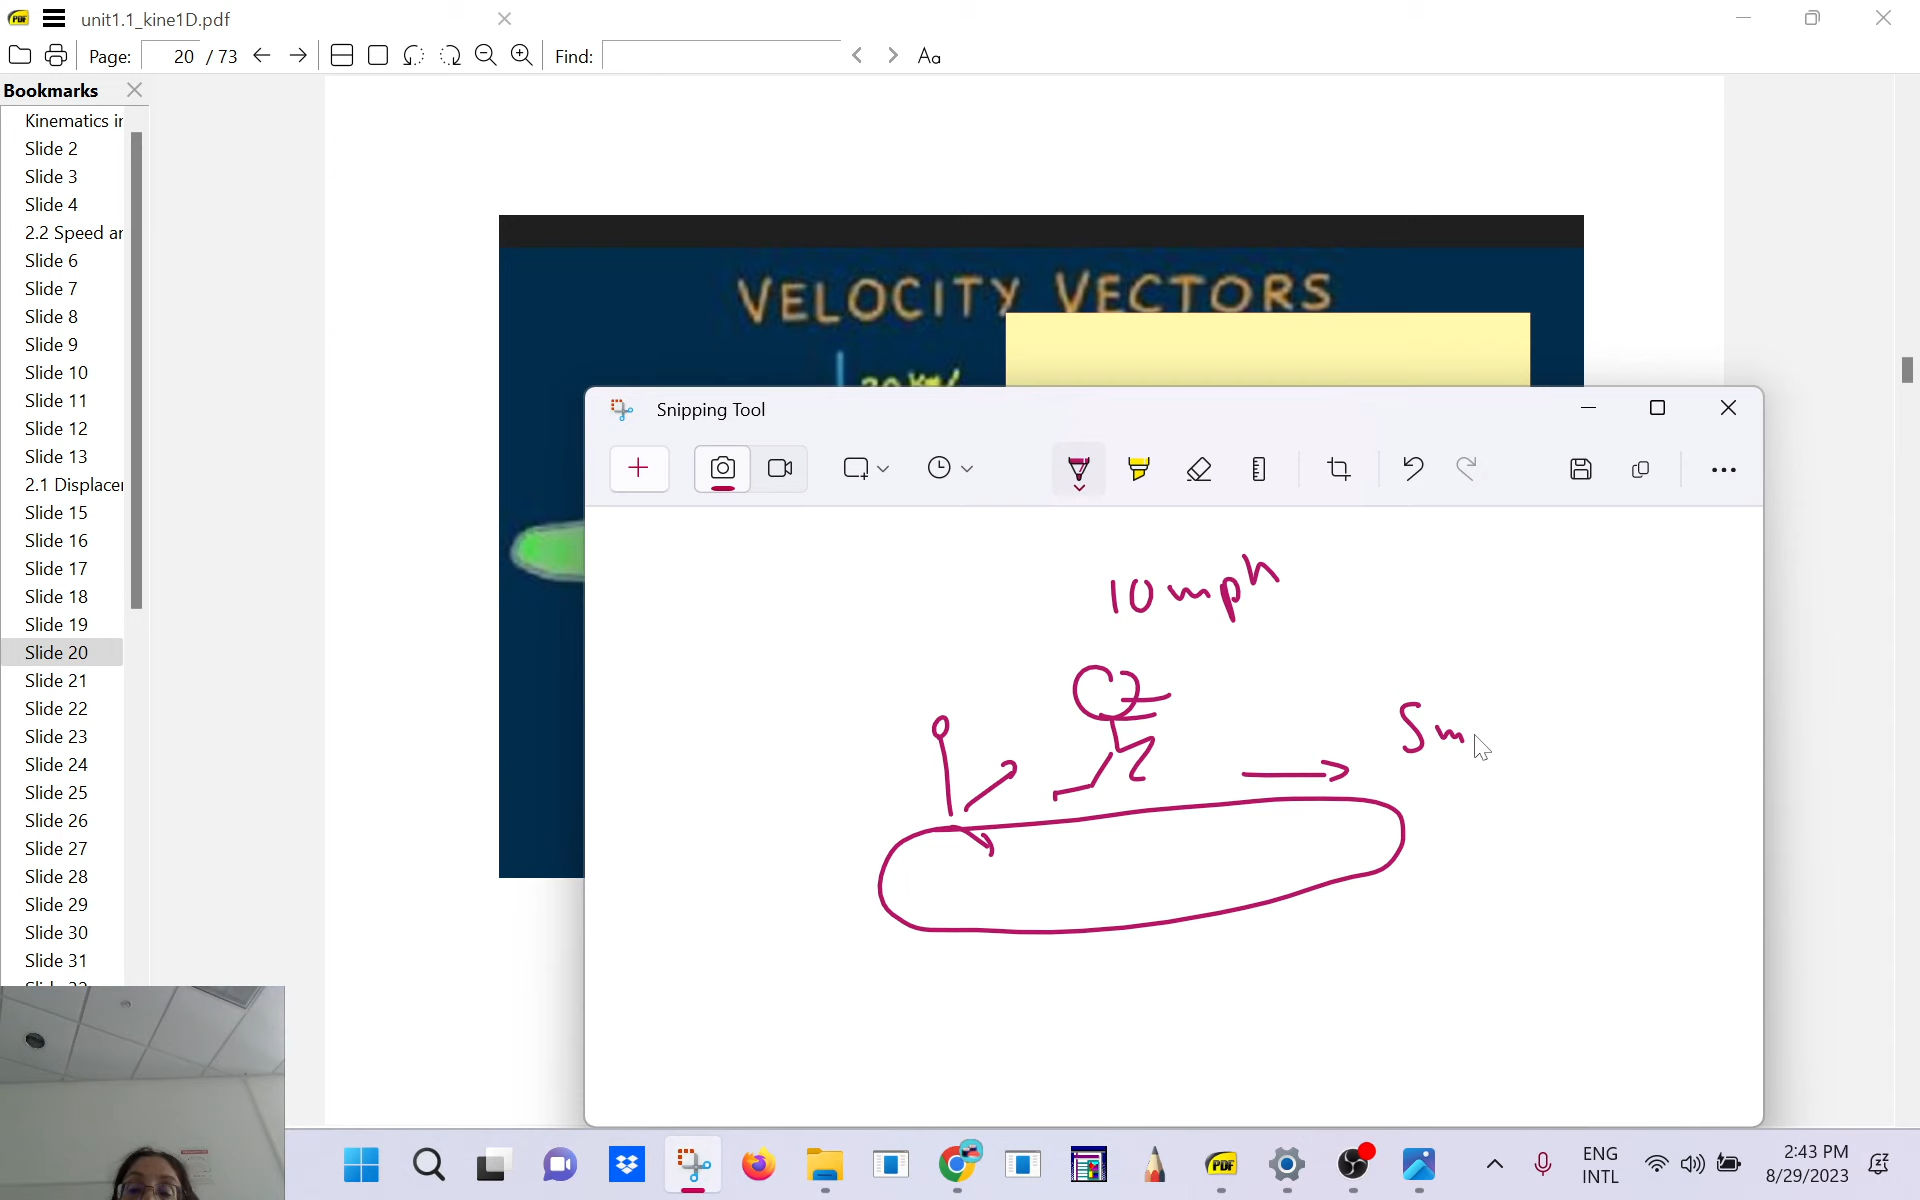 unit1.1_kine1D.pdf
Page: 20 / 73 Find: Aa
Bookmarks
Kinematics in
Slide 2
Slide 3
Slide 4
2.2 Speed an
Slide 6
Slide 7
Slide 8
Slide 9
Slide 10
Slide 11
Slide 12
Slide 13
2.1 Displacem
Slide 15
Slide 16
Slide 17
Slide 18
Slide 19
Slide 20
Slide 21
Slide 22
Slide 23
Slide 24
Slide 25
Slide 26
Slide 27
Slide 28
Slide 29
Slide 30
Slide 31
VELOCITY VECTORS
Snipping Tool
10 mph
5 m
PDF
ENG
INTL
2:43 PM
8/29/2023